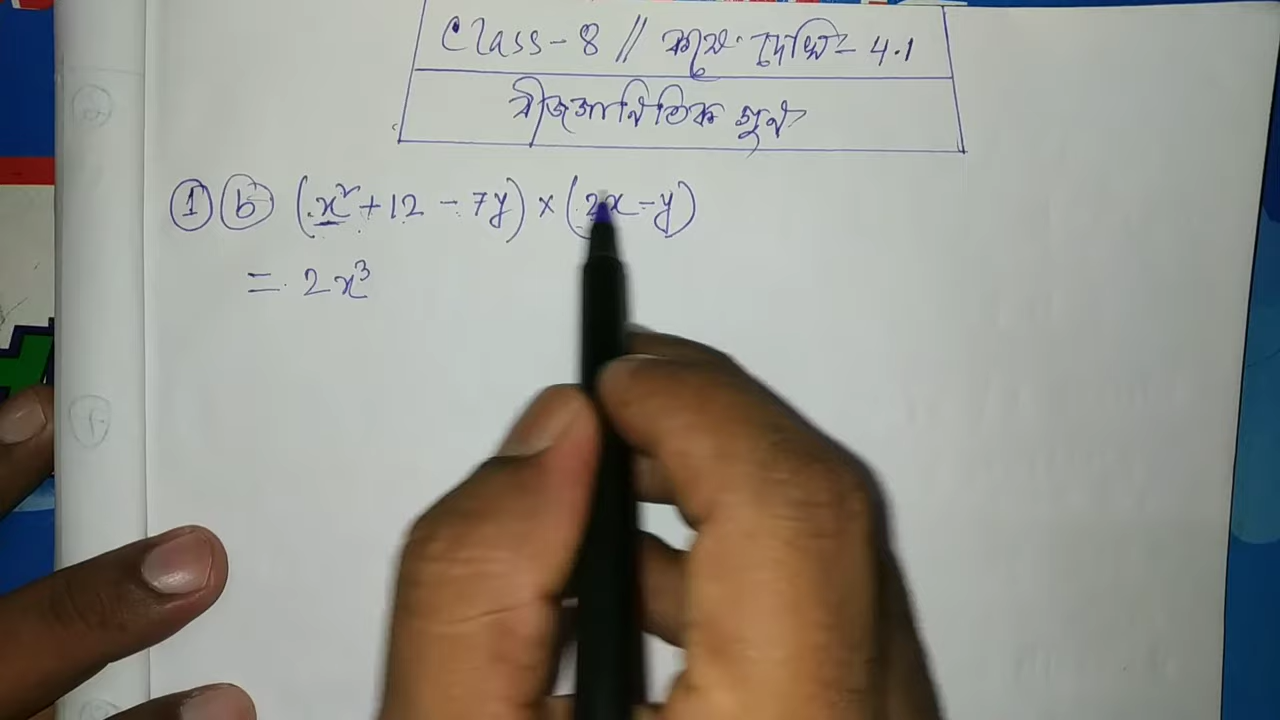 Class-8 // কষে দেখি- 4.1
বীজগাণিতিক গুণ
① ⓑ (x² + 12 - 7y) × (2x - y)
= 2x³